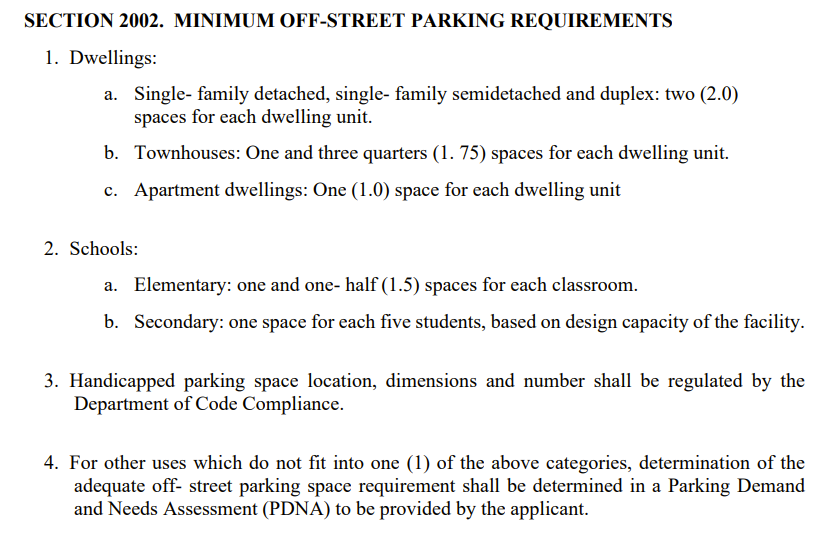 SECTION 2002. MINIMUM OFF-STREET PARKING REQUIREMENTS
1. Dwellings:
a. Single- family detached, single- family semidetached and duplex: two (2.0)
spaces for each dwelling unit.
b. Townhouses: One and three quarters (1. 75) spaces for each dwelling unit.
c. Apartment dwellings: One (1.0) space for each dwelling unit
2. Schools:
a. Elementary: one and one- half (1.5) spaces for each classroom.
b. Secondary: one space for each five students, based on design capacity of the facility.
3. Handicapped parking space location, dimensions and number shall be regulated by the
Department of Code Compliance.
4. For other uses which do not fit into one (1) of the above categories, determination of the
adequate off- street parking space requirement shall be determined in a Parking Demand
and Needs Assessment (PDNA) to be provided by the applicant.